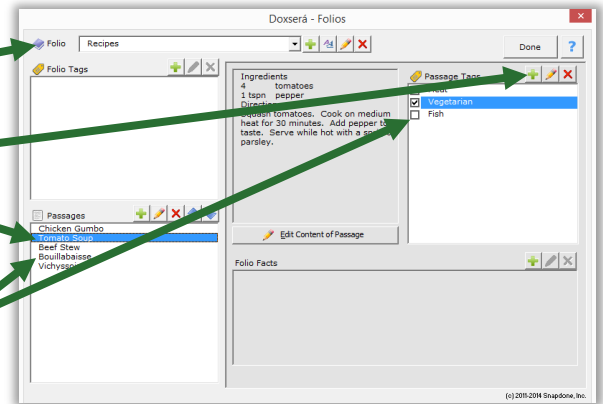 Doxserá - Folios
Folio
Recipes
Done
?
Folio Tags
Ingredients
4 tomatoes
1 tspn pepper
Squash tomatoes. Cook on medium
heat for 30 minutes. Add pepper to
taste. Serve while hot with a
parsley.
Edit Content of Passage
Passage Tags
Vegetarian
Fish
Passages
Chicken Gumbo
Tomato Soup
Beef Stew
Bouillabaisse
Folio Facts
(c) 2011-2014 Snapdone, Inc.